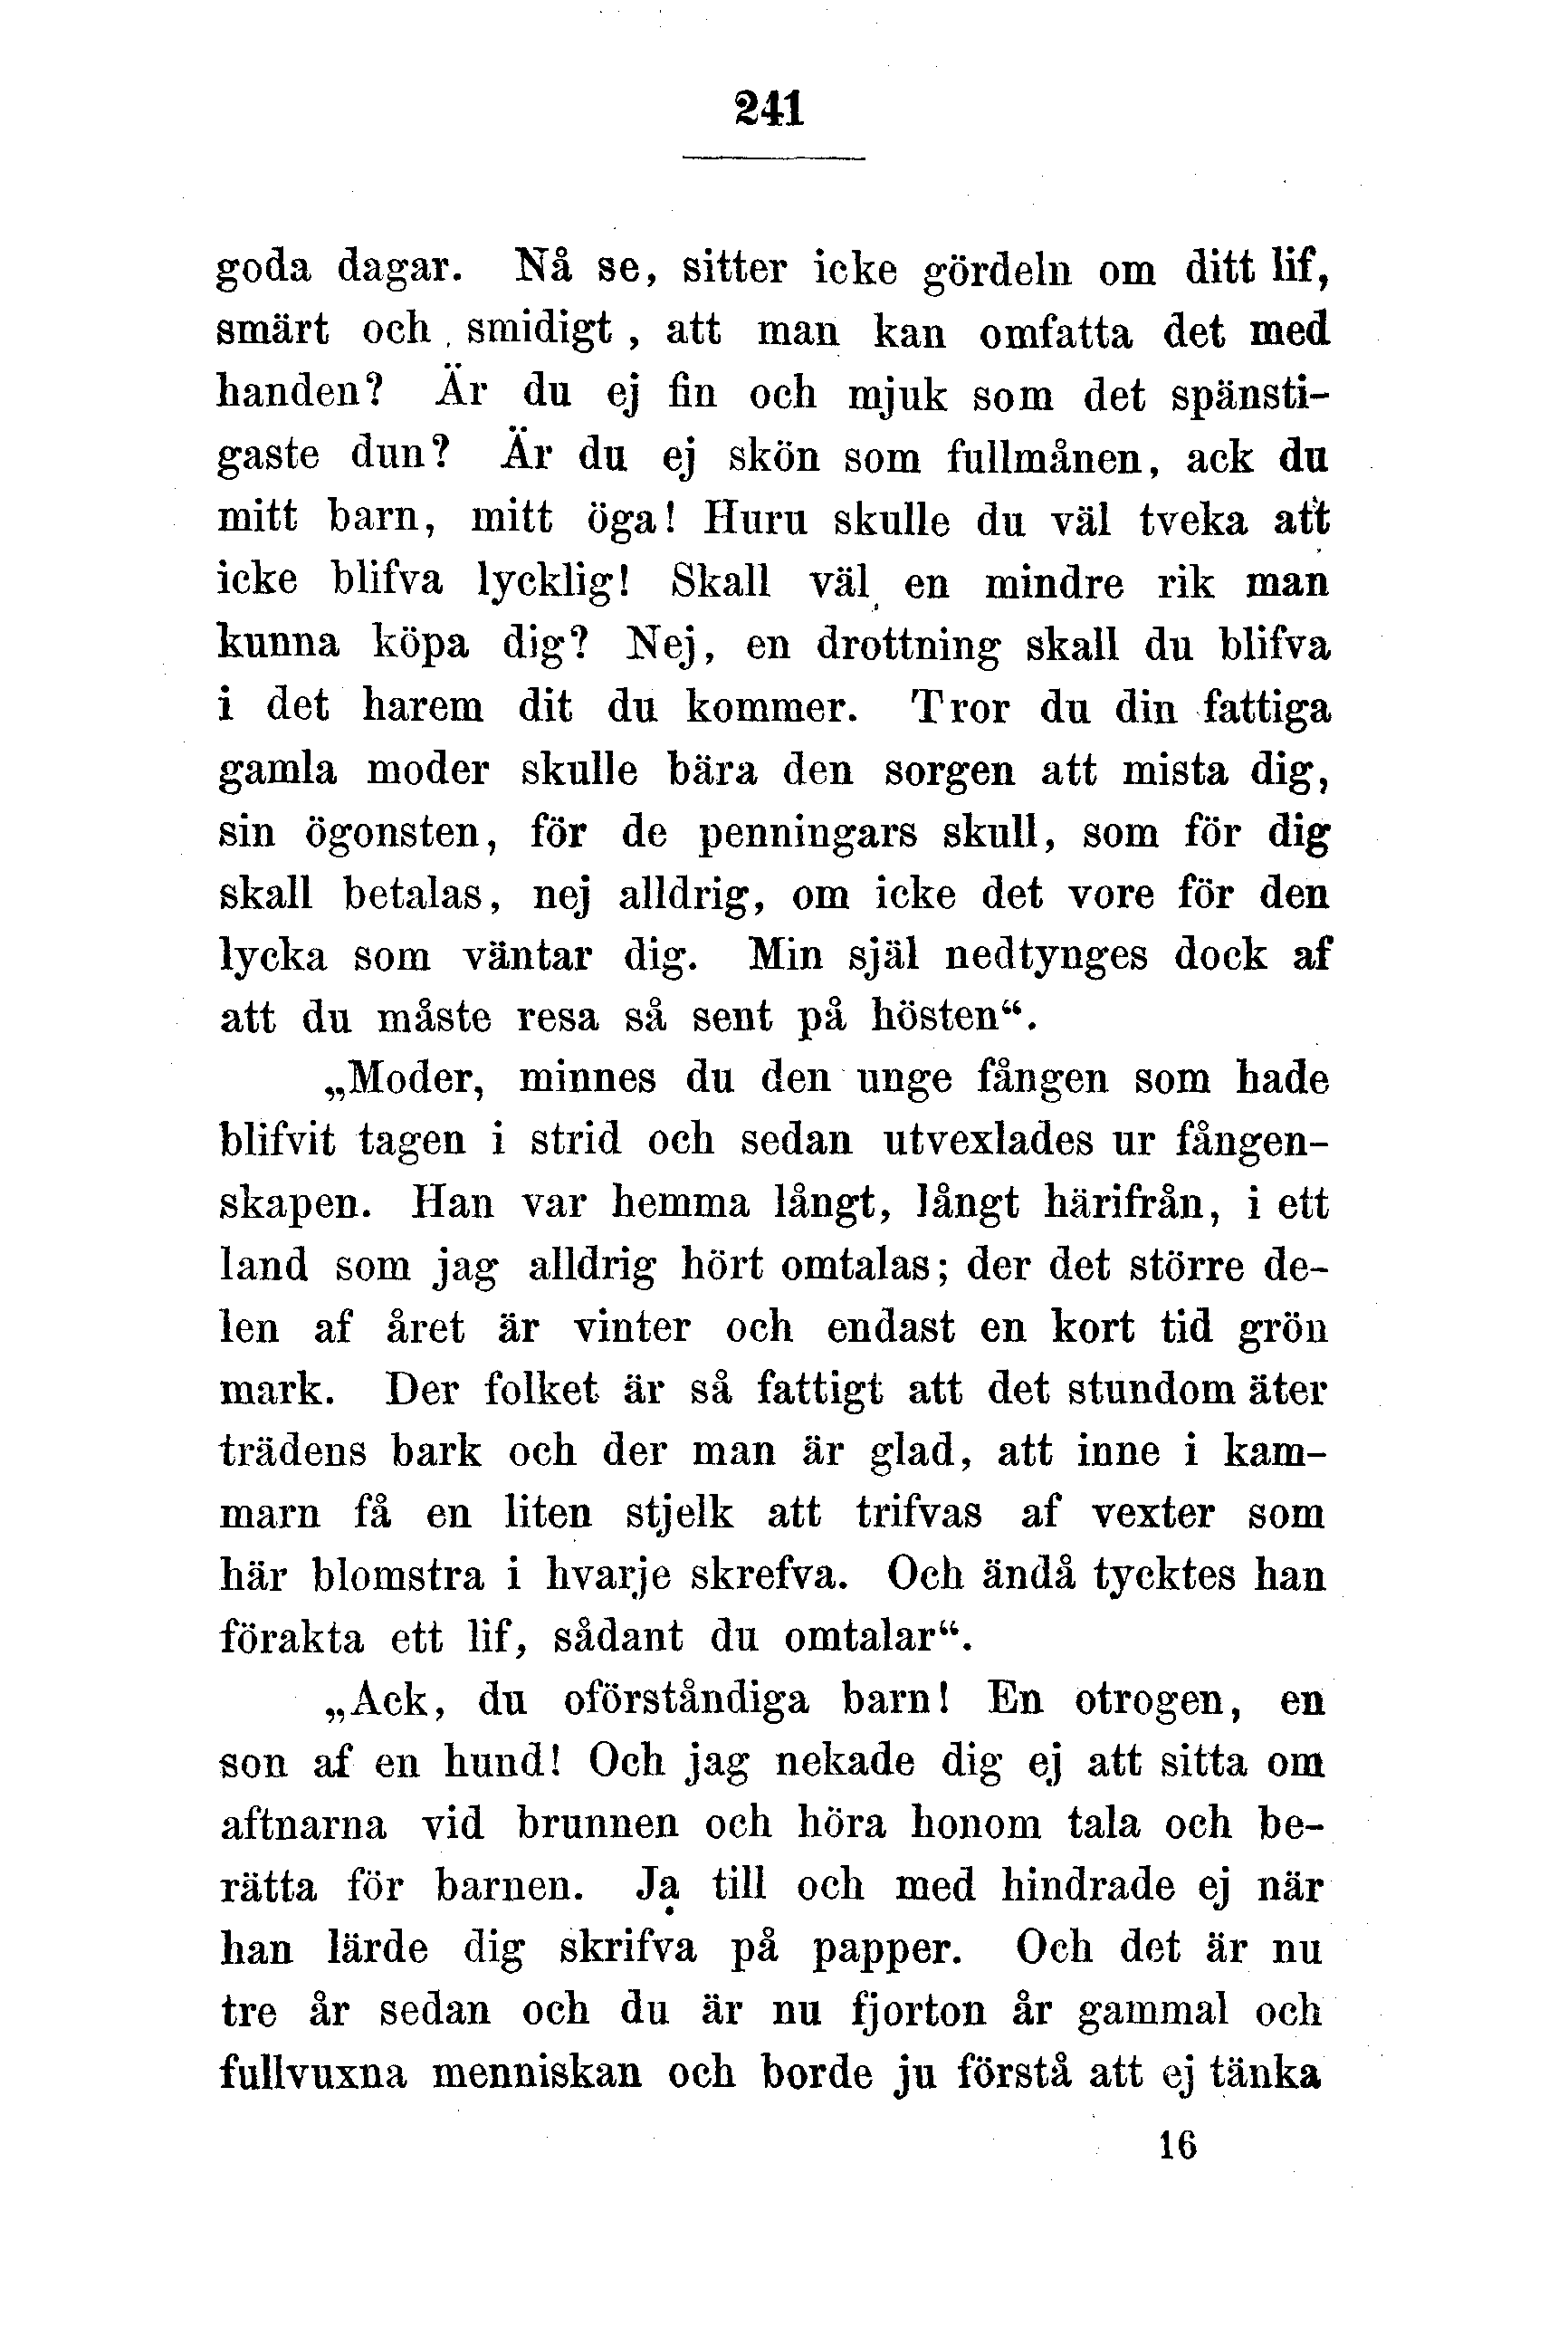 241
goda dagar. Nå se, sitter icke gördeln om ditt lif,
smärt och smidigt, att man kan omfatta det med
handen? Är du ej fin och mjuk som det spänsti-
gaste dun? Är du ej skön som fullmånen, ack du
mitt barn, mitt öga! Huru skulle du väl tveka att
icke blifva lycklig! Skall väl en mindre rik man
kunna köpa dig? Nej, en drottning skall du blifva
i det harem dit du kommer. Tror du din fattiga
gamla moder skulle bära den sorgen att mista dig,
sin ögonsten, för de penningars skull, som för dig
skall betalas, nej alldrig, om icke det vore för den
lycka som väntar dig. Min själ nedtynges dock af
att du måste resa så sent på hösten“.
„Moder, minnes du den unge fången som hade
blifvit tagen i strid och sedan utvexlades ur fången-
skapen. Han var hemma långt, långt härifrån, i ett
land som jag alldrig hört omtalas; der det större de-
len af året är vinter och endast en kort tid grön
mark. Der folket är så fattigt att det stundom äter
trädens bark och der man är glad, att inne i kam-
marn få en liten stjelk att trifvas af vexter som
här blomstra i hvarje skrefva. Och ändå tycktes han
förakta ett lif, sådant du omtalar“.
„Ack, du oförståndiga barn! En otrogen, en
son af en hund! Och jag nekade dig ej att sitta om
aftnarna vid brunnen och höra honom tala och be-
rätta för barnen. Ja till och med hindrade ej när
han lärde dig skrifva på papper. Och det är nu
tre år sedan och du är nu fjorton år gammal och
fullvuxna menniskan och borde ju förstå att ej tänka
16